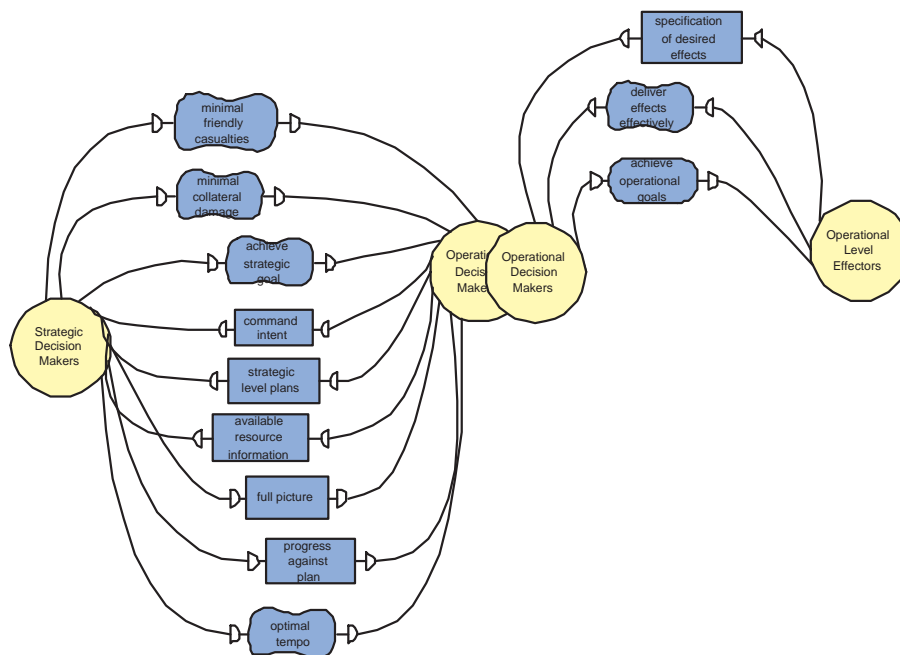 specification
of desired
effects
minimal
friendly
casualties
deliver
effects
effectively
minimal
collateral
damage
achieve
operational
goals
achieve
strategic
goal
Operational
Level
Effectors
Decisi
Make
Operational
Decision
Makers
command
intent
Strategic
Decision
Makers
strategic
level plans
available
resource
information
full picture
progress
against
plan
optimal
tempo